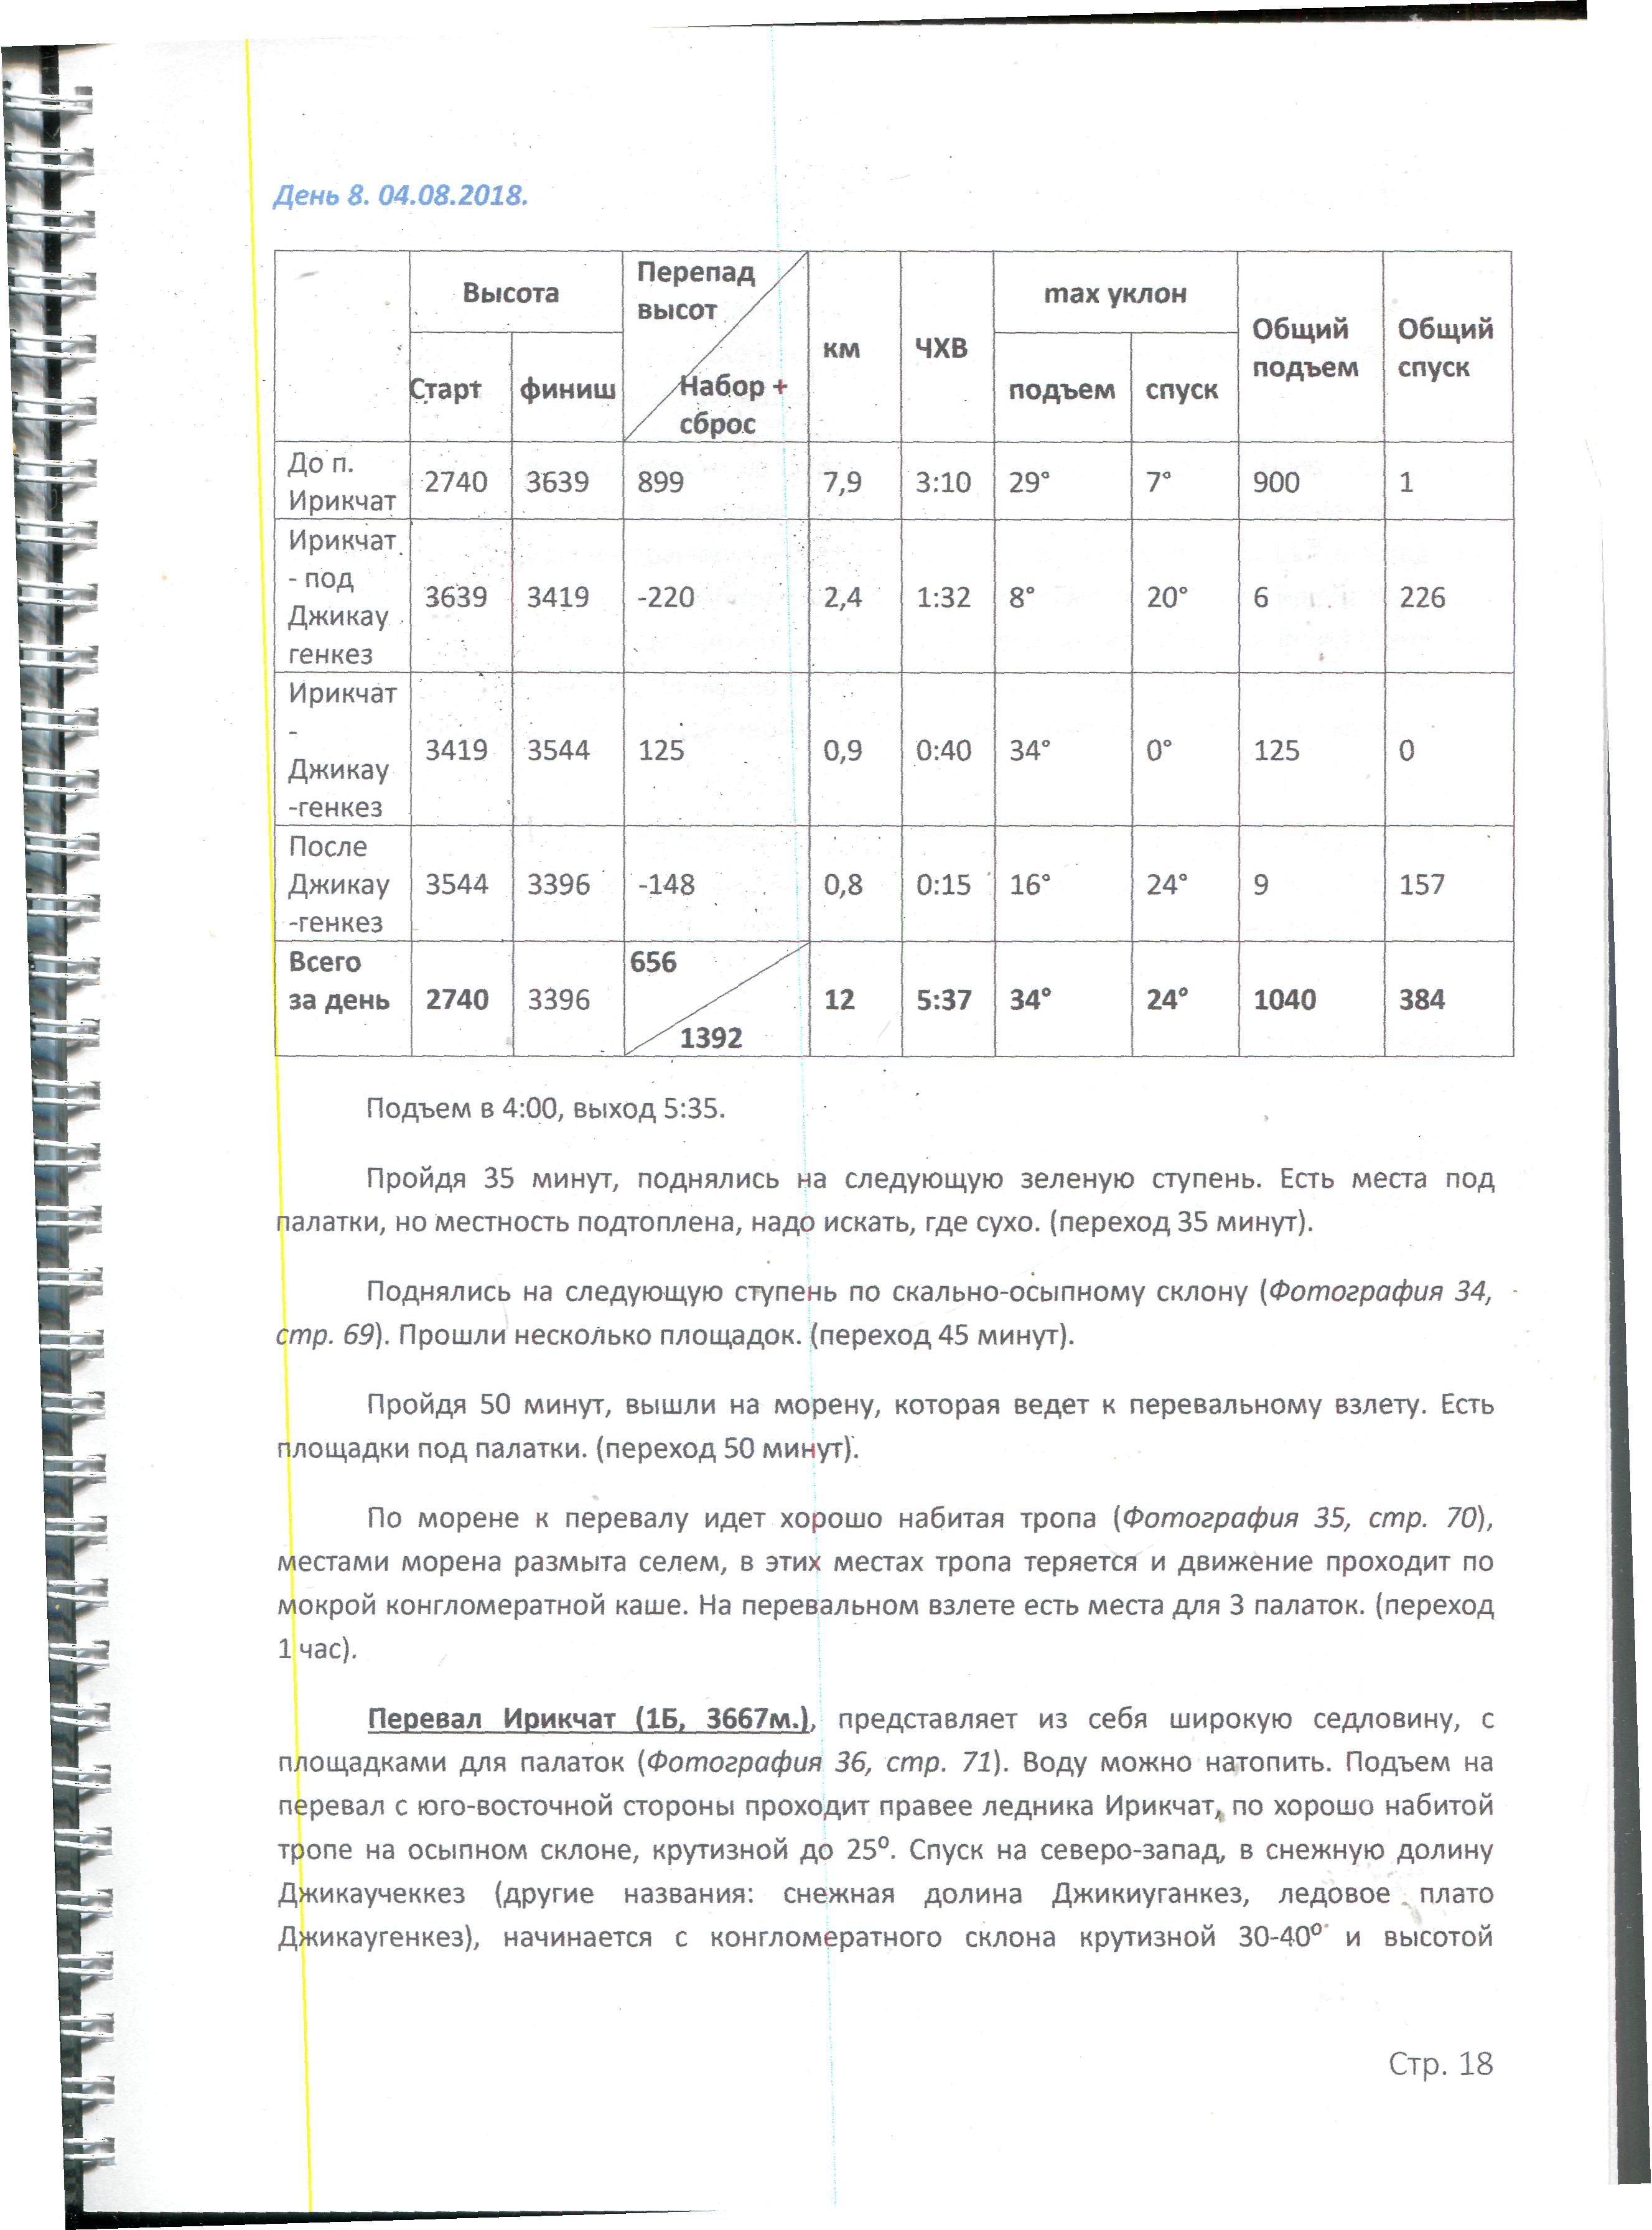 День 8. 04.08.2018.
Высота
Перепад
высот
Набор +
сброс
км
ЧХВ
max уклон
Общий
подъем
Общий
спуск
Старт
финиш
подъем
спуск
До п.
Ирикчат
2740
3639
899
7,9
3:10
29°
7°
900
1
Ирикчат
- под
Джикау
генкез
3639
3419
-220
2,4
1:32
8°
20°
6
226
Ирикчат
-
Джикау
-генкез
3419
3544
125
0,9
0:40
34°
0°
125
0
После
Джикау
-генкез
3544
3396
-148
0,8
0:15
16°
24°
9
157
Всего
за день
2740
3396
656
1392
12
5:37
34°
24°
1040
384
Подъем в 4:00, выход 5:35.
Пройдя 35 минут, поднялись на следующую зеленую ступень. Есть места под
палатки, но местность подтоплена, надо искать, где сухо. (переход 35 минут).
Поднялись на следующую ступень по скально-осыпному склону (Фотография 34,
стр. 69). Прошли несколько площадок. (переход 45 минут).
Пройдя 50 минут, вышли на морену, которая ведет к перевальному взлету. Есть
площадки под палатки. (переход 50 минут).
По морене к перевалу идет хорошо набитая тропа (Фотография 35, стр. 70),
местами морена размыта селем, в этих местах тропа теряется и движение проходит по
мокрой конгломератной каше. На перевальном взлете есть места для 3 палаток. (переход
1 час).
Перевал Ирикчат (1Б, 3667м.), представляет из себя широкую седловину, с
площадками для палаток (Фотография 36, стр. 71). Воду можно натопить. Подъем на
перевал с юго-восточной стороны проходит правее ледника Ирикчат, по хорошо набитой
тропе на осыпном склоне, крутизной до 25⁰. Спуск на северо-запад, в снежную долину
Джикаучеккез (другие названия: снежная долина Джикиуганкез, ледовое плато
Джикаугенкез), начинается с конгломератного склона крутизной 30-40⁰ и высотой
Стр. 18